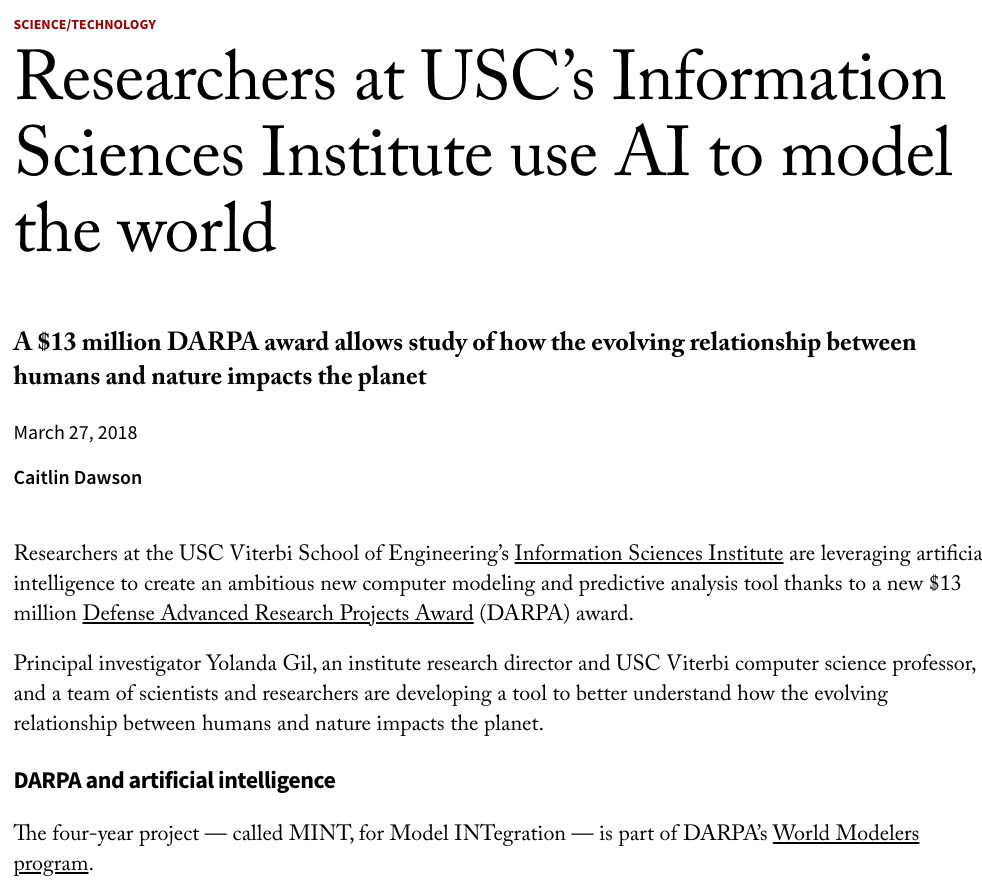 SCIENCE/TECHNOLOGY
Researchers at USC’s Information
Sciences Institute use AI to model
the world
A $13 million DARPA award allows study of how the evolving relationship between
humans and nature impacts the planet
March 27, 2018
Caitlin Dawson
Researchers at the USC Viterbi School of Engineering’s Information Sciences Institute are leveraging artificia
intelligence to create an ambitious new computer modeling and predictive analysis tool thanks to a new $13
million Defense Advanced Research Projects Award (DARPA) award.
Principal investigator Yolanda Gil, an institute research director and USC Viterbi computer science professor,
and a team of scientists and researchers are developing a tool to better understand how the evolving
relationship between humans and nature impacts the planet.
DARPA and artificial intelligence
The four-year project — called MINT, for Model INTegration — is part of DARPA’s World Modelers
program.